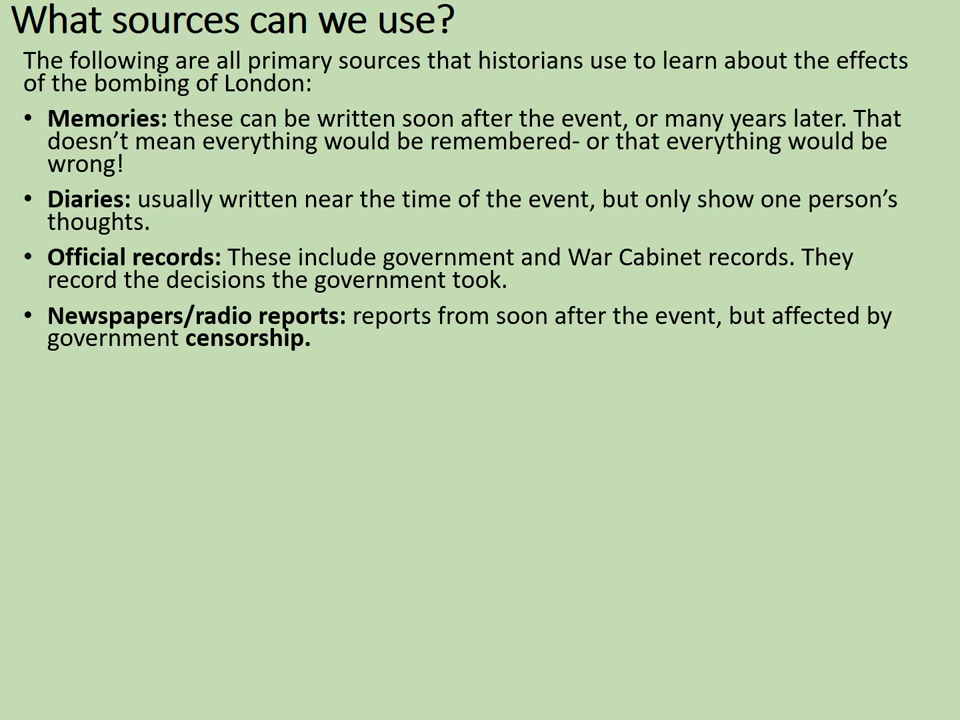 What sources can we use?
The following are all primary sources that historians use to learn about the effects
of the bombing of London:
• Memories: these can be written soon after the event, or many years later. That
doesn’t mean everything would be remembered- or that everything would be
wrong!
• Diaries: usually written near the time of the event, but only show one person’s
thoughts.
• Official records: These include government and War Cabinet records. They
record the decisions the government took.
• Newspapers/radio reports: reports from soon after the event, but affected by
government censorship.